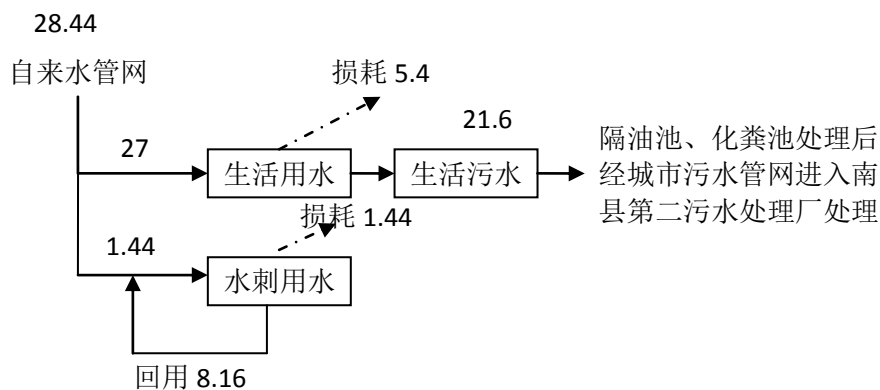 28.44
自来水管网
损耗 5.4
27
生活用水
21.6
生活污水
隔油池、化粪池处理后
经城市污水管网进入南
县第二污水处理厂处理
损耗 1.44
1.44
水刺用水
回用 8.16